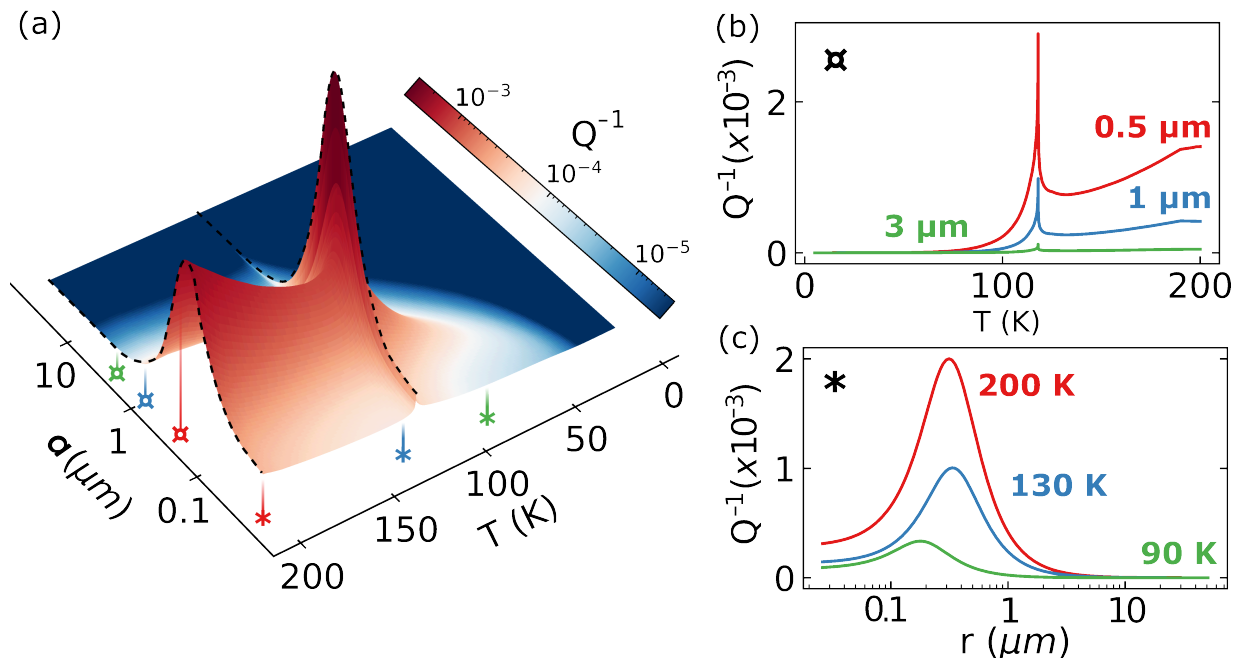 (a)
10⁻³
Q⁻¹
10⁻⁴
10⁻⁵
10
1
0.1
a(μm)
200
150
100
50
0
T (K)
(b)
Q⁻¹(x10⁻³)
2
0
0.5 μm
1 μm
3 μm
0
100
200
T (K)
(c)
Q⁻¹(x10⁻³)
2
1
0
200 K
130 K
90 K
0.1
1
10
r (μm)